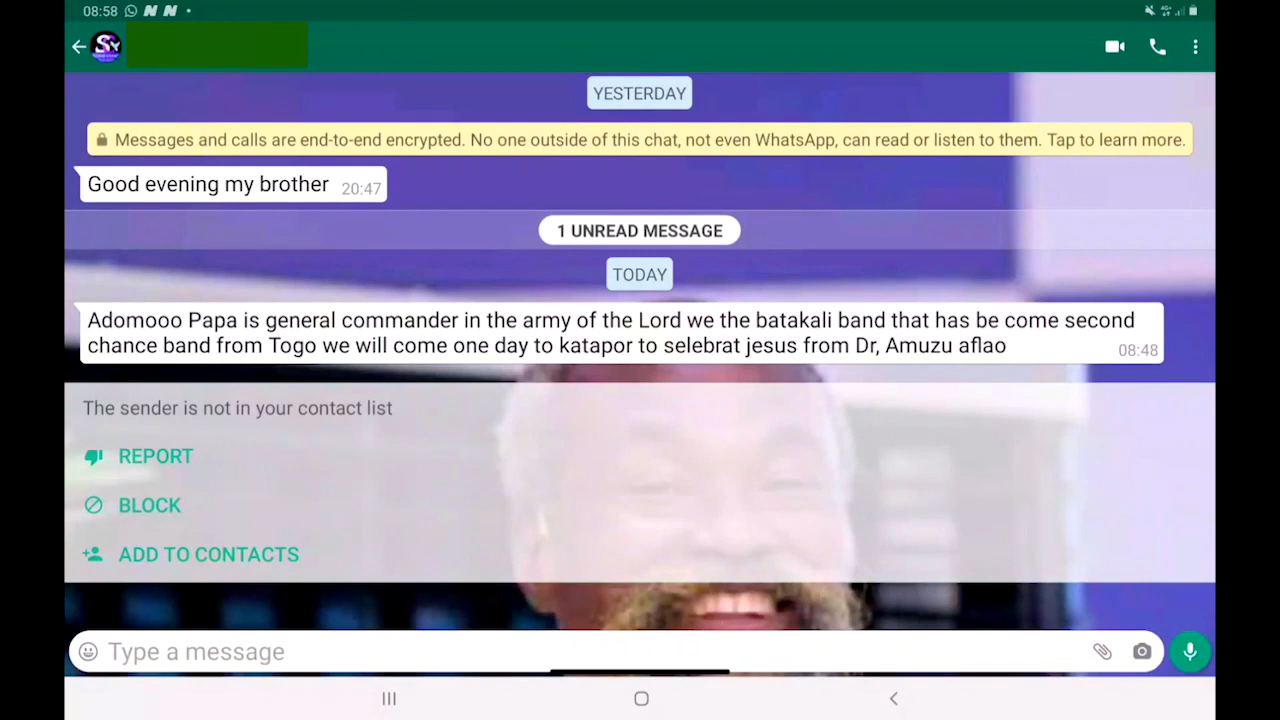 08:58
YESTERDAY
Messages and calls are end-to-end encrypted. No one outside of this chat, not even WhatsApp, can read or listen to them. Tap to learn more.
Good evening my brother 20:47
1 UNREAD MESSAGE
TODAY
Adomooo Papa is general commander in the army of the Lord we the batakali band that has be come second
chance band from Togo we will come one day to katapor to selebrat jesus from Dr, Amuzu aflao 08:48
The sender is not in your contact list
REPORT
BLOCK
ADD TO CONTACTS
Type a message